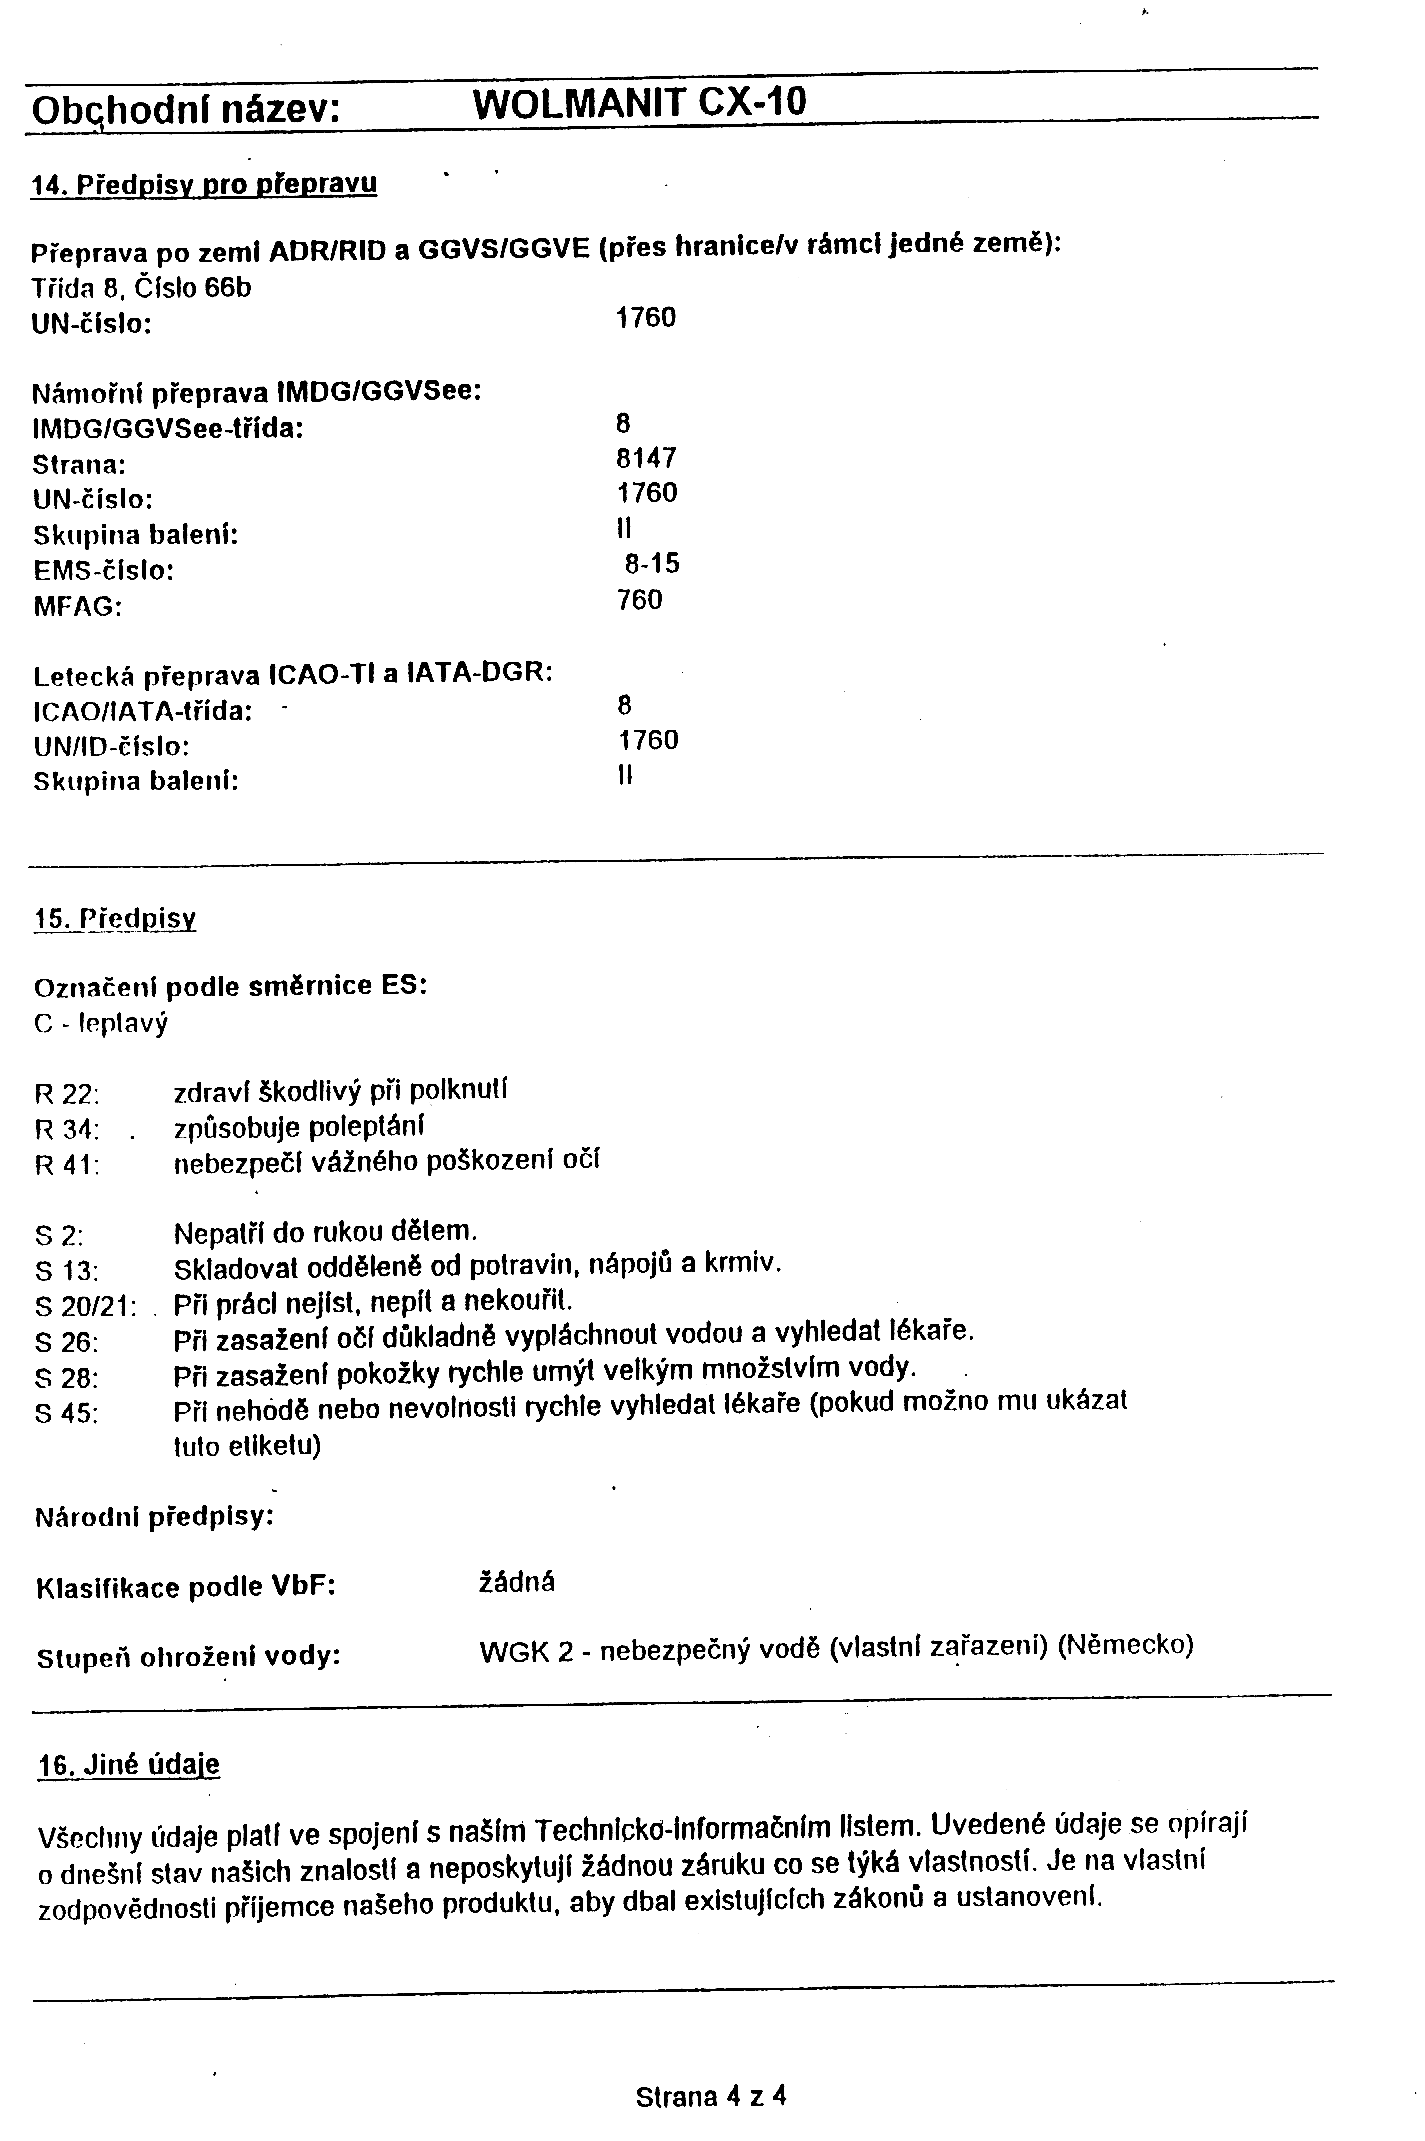 Obchodní název: WOLMANIT CX-10
14. Předpisy pro přepravu
Přeprava po zemi ADR/RID a GGVS/GGVE (přes hranice/v rámci jedné země):
Třída 8, Číslo 66b
UN-číslo: 1760
Námořní přeprava IMDG/GGVSee:
IMDG/GGVSee-třída: 8
Strana: 8147
UN-číslo: 1760
Skupina balení: II
EMS-číslo: 8-15
MFAG: 760
Letecká přeprava ICAO-TI a IATA-DGR:
ICAO/IATA-třída: 8
UN/ID-číslo: 1760
Skupina balení: II
15. Předpisy
Označení podle směrnice ES:
C - leptavý
R 22: zdraví škodlivý při polknutí
R 34: způsobuje poleptání
R 41: nebezpečí vážného poškození očí
S 2: Nepatří do rukou dětem.
S 13: Skladovat odděleně od potravin, nápojů a krmiv.
S 20/21: Při práci nejíst, nepít a nekouřit.
S 26: Při zasažení očí důkladně vypláchnout vodou a vyhledat lékaře.
S 28: Při zasažení pokožky rychle umýt velkým množstvím vody.
S 45: Při nehodě nebo nevolnosti rychle vyhledat lékaře (pokud možno mu ukázat
tuto etiketu)
Národní předpisy:
Klasifikace podle VbF: žádná
Stupeň ohrožení vody: WGK 2 - nebezpečný vodě (vlastní zařazení) (Německo)
16. Jiné údaje
Všechny údaje platí ve spojení s naším Technicko-informačním listem. Uvedené údaje se opírají
o dnešní stav našich znalostí a neposkytují žádnou záruku co se týká vlastností. Je na vlastní
zodpovědnosti příjemce našeho produktu, aby dbal existujících zákonů a ustanovení.
Strana 4 z 4